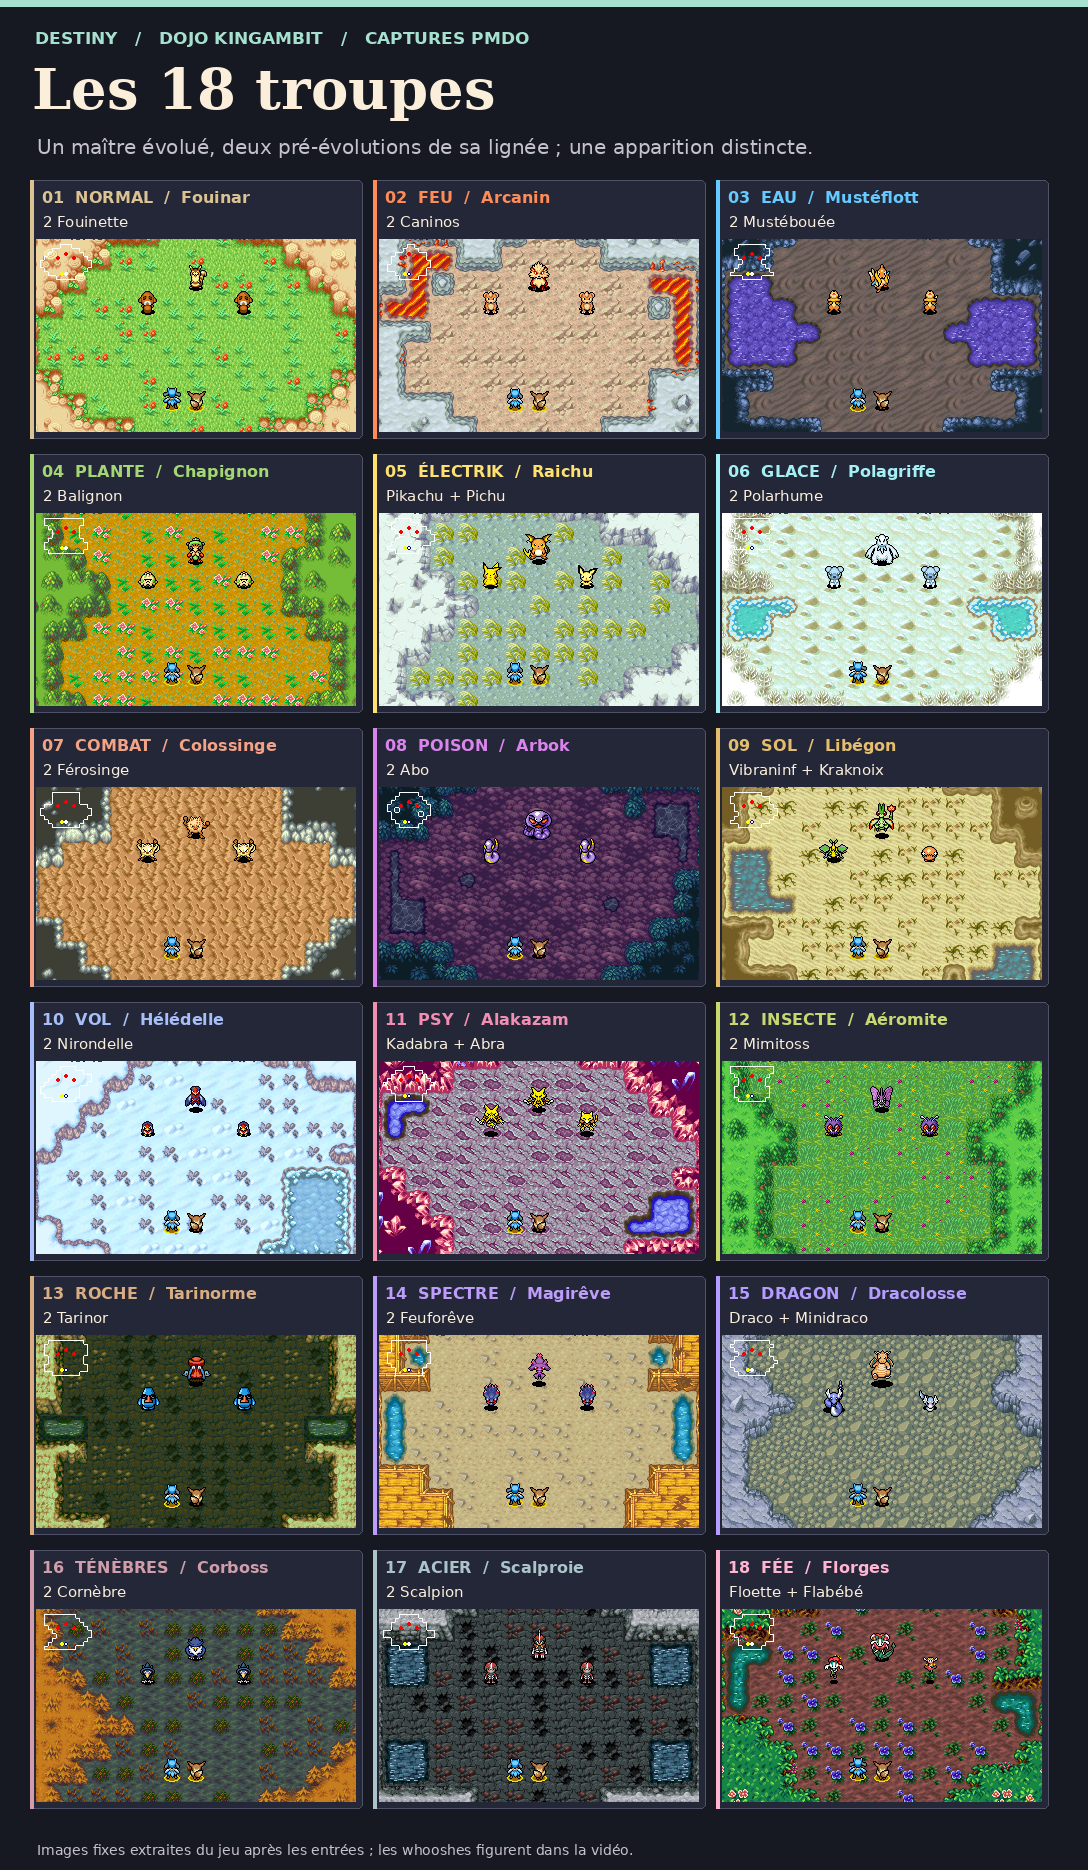 DESTINY / DOJO KINGAMBIT / CAPTURES PMDO
Les 18 troupes
Un maître évolué, deux pré-évolutions de sa lignée ; une apparition distincte.
01 NORMAL / Fouinar
2 Fouinette
02 FEU / Arcanin
2 Caninos
03 EAU / Mustéflott
2 Mustébouée
04 PLANTE / Chapignon
2 Balignon
05 ÉLECTRIK / Raichu
Pikachu + Pichu
06 GLACE / Polagriffe
2 Polarhume
07 COMBAT / Colossinge
2 Férosinge
08 POISON / Arbok
2 Abo
09 SOL / Libégon
Vibraninf + Kraknoix
10 VOL / Hélédelle
2 Nirondelle
11 PSY / Alakazam
Kadabra + Abra
12 INSECTE / Aéromite
2 Mimitoss
13 ROCHE / Tarinorme
2 Tarinor
14 SPECTRE / Magirêve
2 Feuforêve
15 DRAGON / Dracolosse
Draco + Minidraco
16 TÉNÈBRES / Corboss
2 Cornèbre
17 ACIER / Scalproie
2 Scalpion
18 FÉE / Florges
Floette + Flabébé
Images fixes extraites du jeu après les entrées ; les whooshes figurent dans la vidéo.